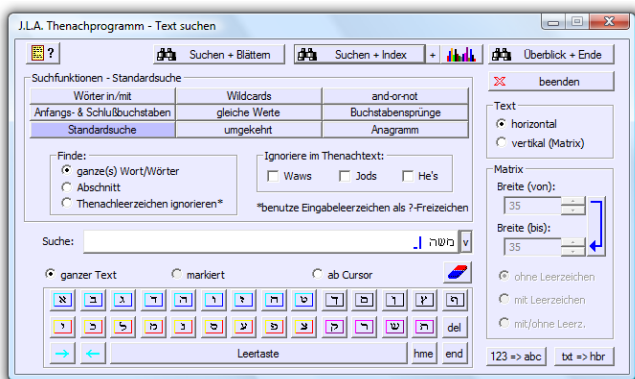 J.L.A. Thenachprogramm - Text suchen
? Suchen + Blättern Suchen + Index + Überblick + Ende
Suchfunktionen - Standardsuche
beenden
Wörter in/mit Wildcards and-or-not
Anfangs- & Schlußbuchstaben gleiche Werte Buchstabensprünge
Standardsuche umgekehrt Anagramm
Text
horizontal
vertikal (Matrix)
Finde:
ganze(s) Wort/Wörter
Abschnitt
Thenachleerzeichen ignorieren*
Ignoriere im Thenachtext:
Waws Jods He's
*benutze Eingabeleerzeichen als ?-Freizeichen
Matrix
Breite (von):
35
Breite (bis):
35
ohne Leerzeichen
mit Leerzeichen
mit/ohne Leerz.
Suche: משה v
ganzer Text markiert ab Cursor
א ב ג ד ה ו ז ח ט ך ם ן ץ ף
י כ ל מ נ ס ע פ צ ק ר ש ת del
→ ← Leertaste hme end
123 => abc txt => hbr